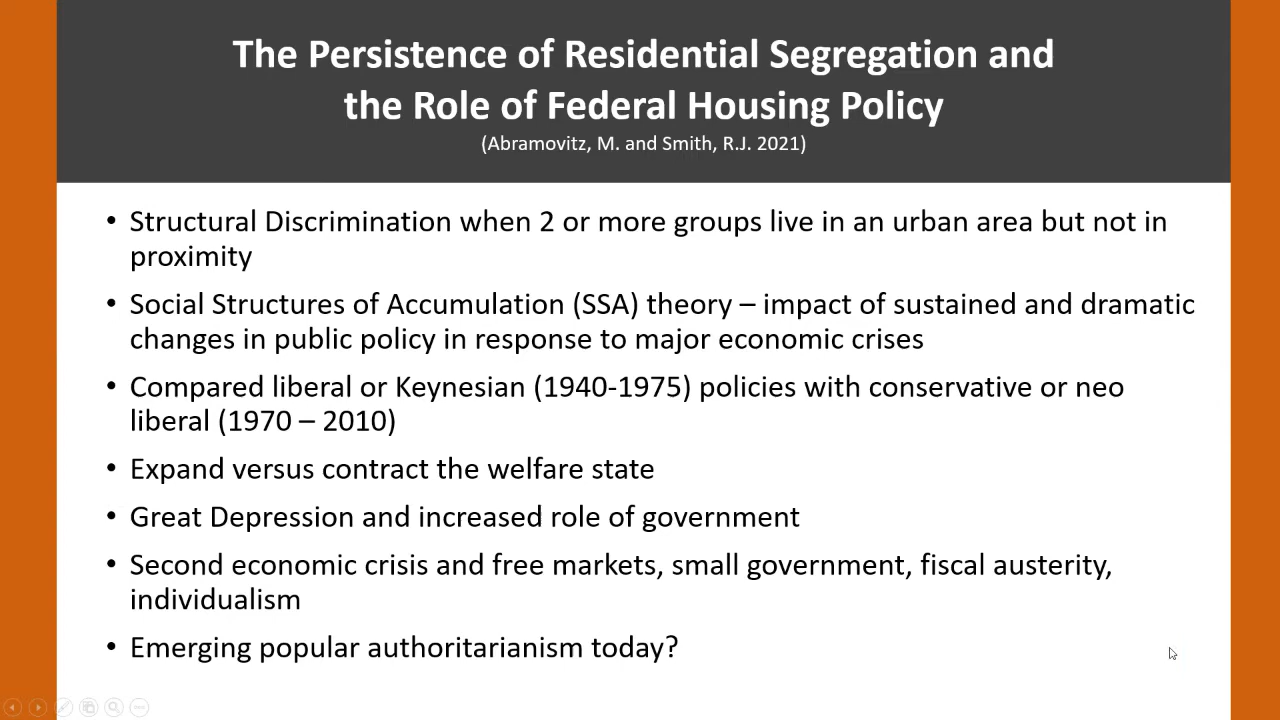 The Persistence of Residential Segregation and
the Role of Federal Housing Policy
(Abramovitz, M. and Smith, R.J. 2021)
• Structural Discrimination when 2 or more groups live in an urban area but not in
proximity
• Social Structures of Accumulation (SSA) theory – impact of sustained and dramatic
changes in public policy in response to major economic crises
• Compared liberal or Keynesian (1940-1975) policies with conservative or neo
liberal (1970 – 2010)
• Expand versus contract the welfare state
• Great Depression and increased role of government
• Second economic crisis and free markets, small government, fiscal austerity,
individualism
• Emerging popular authoritarianism today?